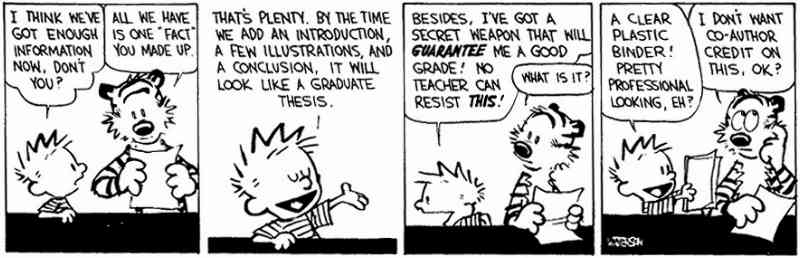 I THINK WE'VE
GOT ENOUGH
INFORMATION
NOW, DON'T
YOU?
ALL WE HAVE
IS ONE "FACT"
YOU MADE UP.
THAT'S PLENTY. BY THE TIME
WE ADD AN INTRODUCTION,
A FEW ILLUSTRATIONS, AND
A CONCLUSION, IT WILL
LOOK LIKE A GRADUATE
THESIS.
BESIDES, I'VE GOT A
SECRET WEAPON THAT WILL
GUARANTEE ME A GOOD
GRADE! NO
TEACHER CAN
RESIST THIS!
WHAT IS IT?
A CLEAR
PLASTIC
BINDER!
PRETTY
PROFESSIONAL
LOOKING, EH?
I DON'T WANT
CO-AUTHOR
CREDIT ON
THIS, OK?